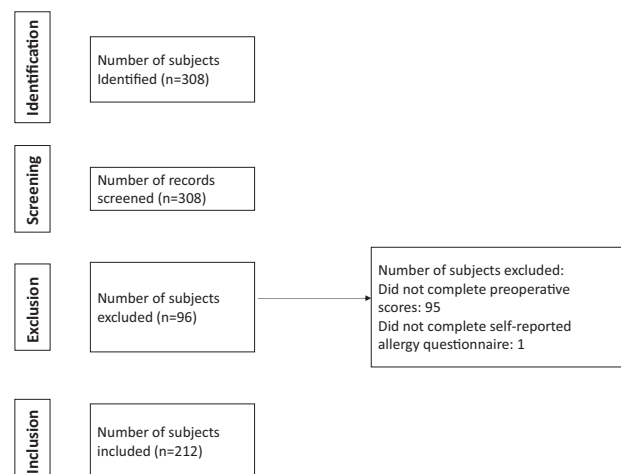 Identification
Number of subjects
Identified (n=308)
Screening
Number of records
screened (n=308)
Exclusion
Number of subjects
excluded (n=96)
Number of subjects excluded:
Did not complete preoperative
scores: 95
Did not complete self-reported
allergy questionnaire: 1
Inclusion
Number of subjects
included (n=212)